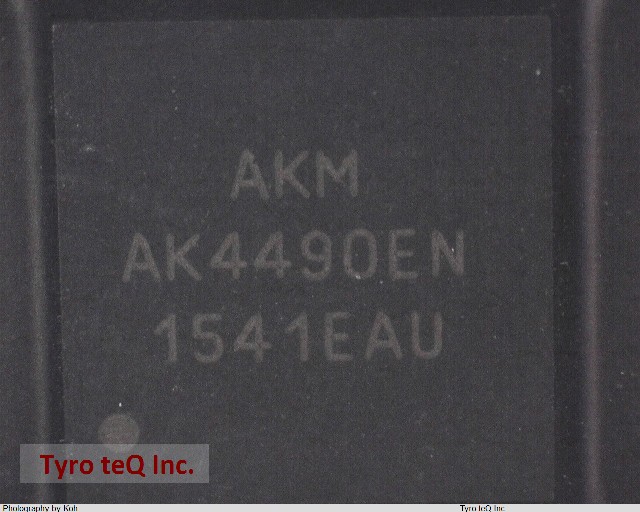 AKM
AK4490EN
1541EAU
Tyro teQ Inc.
Photography by Koh
Tyro teQ Inc